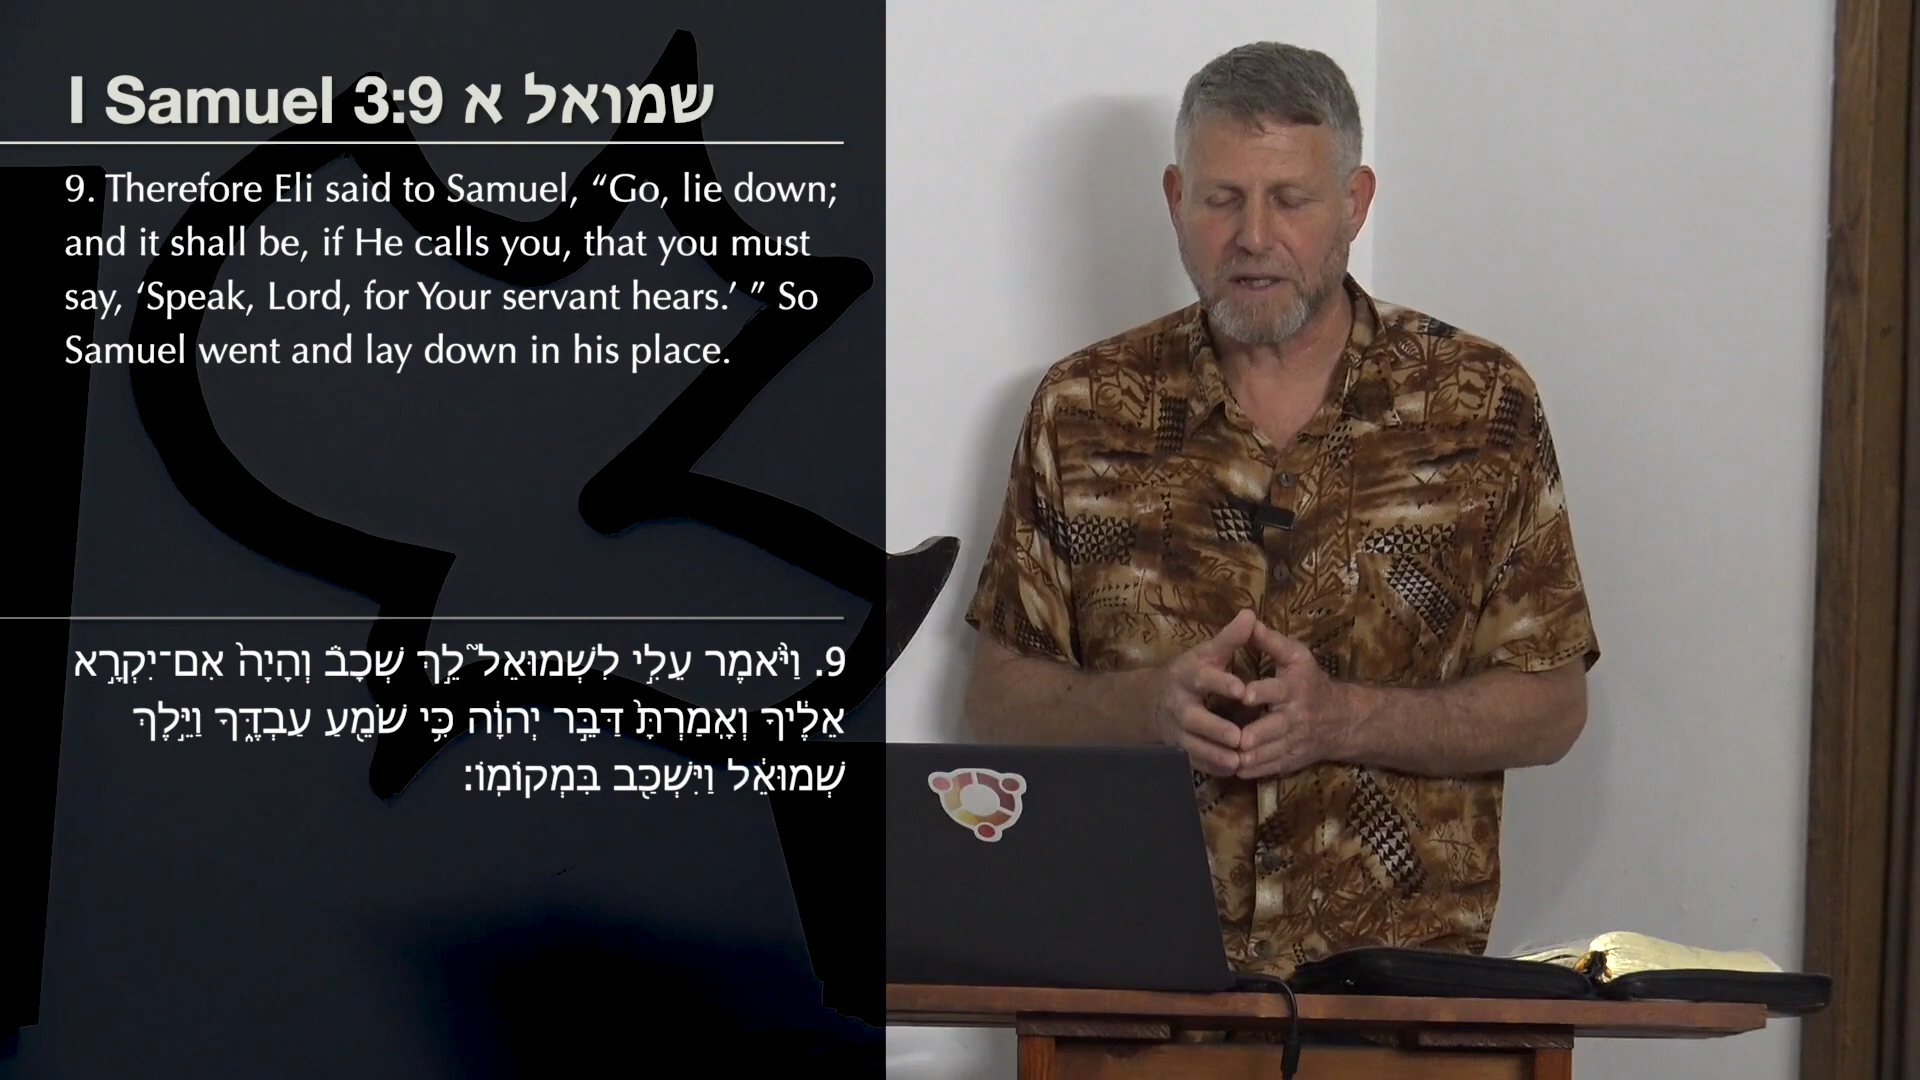 I Samuel 3:9 שמואל א
9. Therefore Eli said to Samuel, “Go, lie down;
and it shall be, if He calls you, that you must
say, ‘Speak, Lord, for Your servant hears.’ ” So
Samuel went and lay down in his place.
9. וַיֹּ֨אמֶר עֵלִ֣י לִשְׁמוּאֵל֮ לֵ֣ךְ שְׁכָב֒ וְהָיָה֙ אִם־יִקְרָ֣א
אֵלֶ֔יךָ וְאָֽמַרְתָּ֙ דַּבֵּ֣ר יְהוָ֔ה כִּ֥י שֹׁמֵ֖עַ עַבְדֶּ֑ךָ וַיֵּ֣לֶךְ
שְׁמוּאֵ֔ל וַיִּשְׁכַּ֖ב בִּמְקוֹמֽוֹ׃